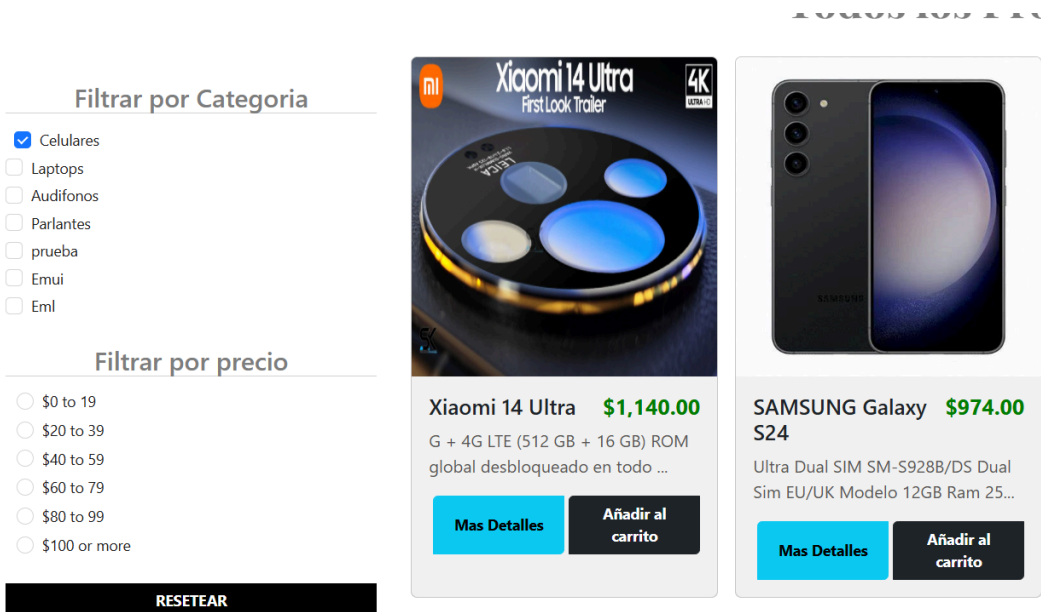 Todos los Pr
Filtrar por Categoria
Celulares
Laptops
Audifonos
Parlantes
prueba
Emui
Eml
Filtrar por precio
$0 to 19
$20 to 39
$40 to 59
$60 to 79
$80 to 99
$100 or more
RESETEAR
Xiaomi 14 Ultra
First Look Trailer
4K
ULTRA HD
LEICA
Xiaomi 14 Ultra $1,140.00
G + 4G LTE (512 GB + 16 GB) ROM
global desbloqueado en todo ...
Mas Detalles
Añadir al
carrito
SAMSUNG
SAMSUNG Galaxy $974.00
S24
Ultra Dual SIM SM-S928B/DS Dual
Sim EU/UK Modelo 12GB Ram 25...
Mas Detalles
Añadir al
carrito